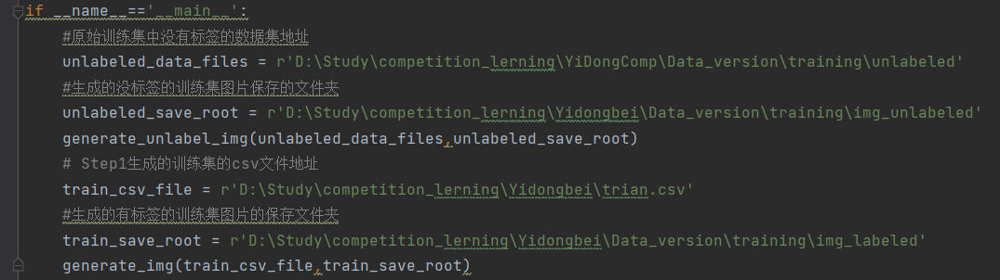 if __name__=='__main__':
#原始训练集中没有标签的数据集地址
unlabeled_data_files = r'D:\Study\competition_lerning\YiDongComp\Data_version\training\unlabeled'
#生成的没标签的训练集图片保存的文件夹
unlabeled_save_root = r'D:\Study\competition_lerning\Yidongbei\Data_version\training\img_unlabeled'
generate_unlabel_img(unlabeled_data_files,unlabeled_save_root)
# Step1生成的训练集的csv文件地址
train_csv_file = r'D:\Study\competition_lerning\Yidongbei\trian.csv'
#生成的有标签的训练集图片的保存文件夹
train_save_root = r'D:\Study\competition_lerning\Yidongbei\Data_version\training\img_labeled'
generate_img(train_csv_file,train_save_root)